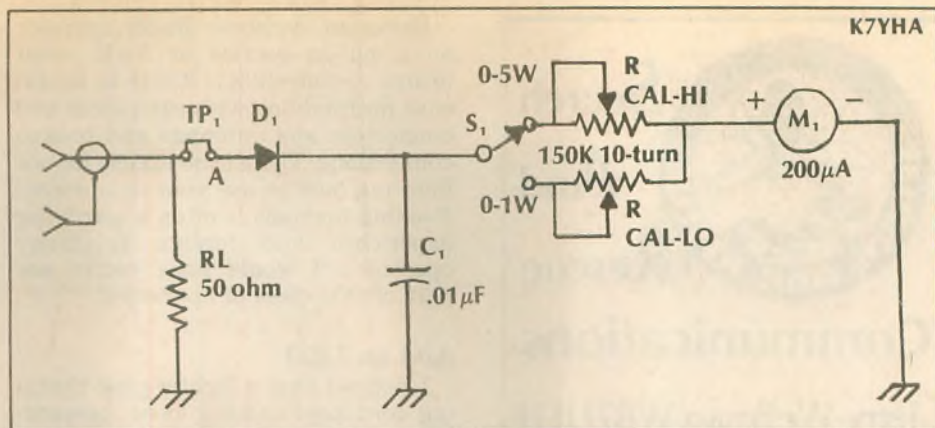 K7YHA
0-5W
R
CAL-HI
TP₁
D₁
S₁
+
M₁
−
A
150K 10-turn
200µA
0-1W
R
CAL-LO
RL
50 ohm
C₁
.01µF